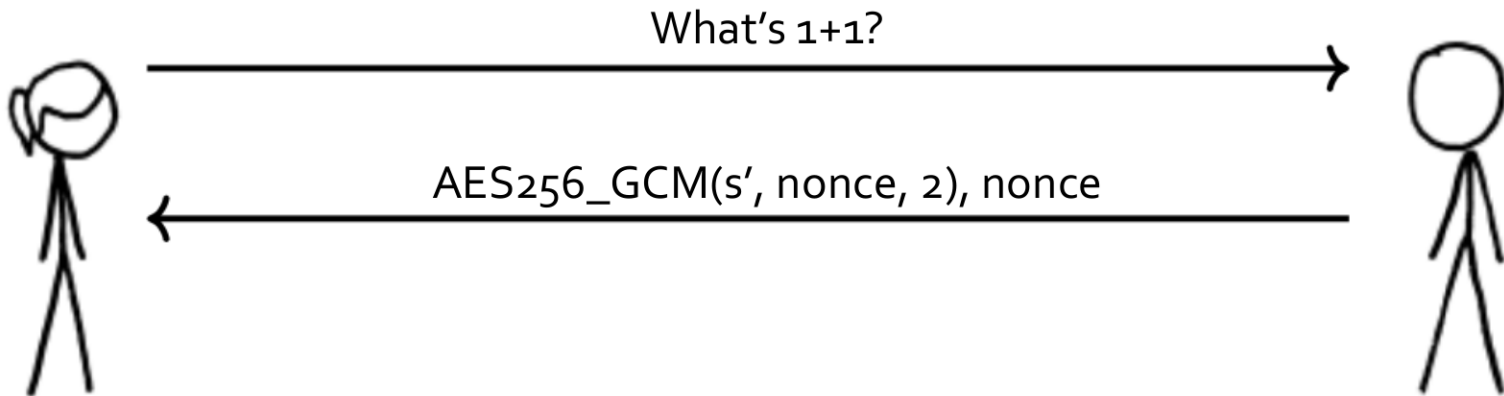 What's 1+1?
AES256_GCM(s', nonce, 2), nonce